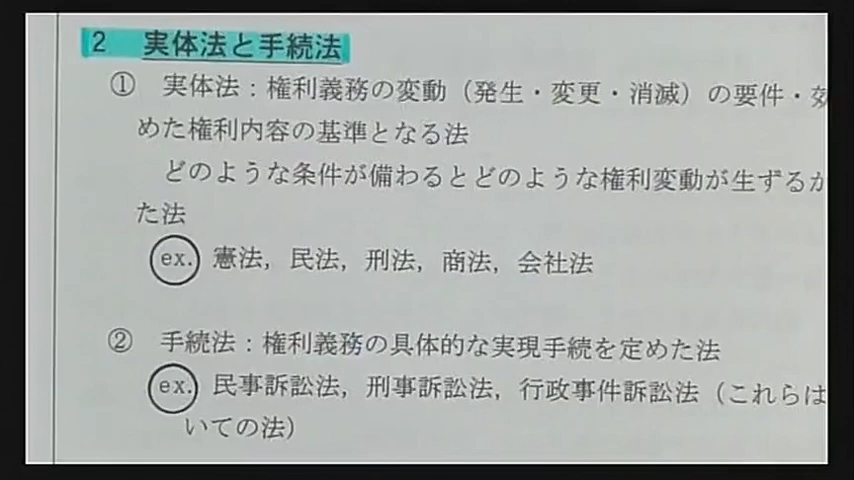 2 実体法と手続法
① 実体法：権利義務の変動（発生・変更・消滅）の要件・
めた権利内容の基準となる法
どのような条件が備わるとどのような権利変動が生ずるか
た法
ex. 憲法，民法，刑法，商法，会社法
② 手続法：権利義務の具体的な実現手続を定めた法
ex. 民事訴訟法，刑事訴訟法，行政事件訴訟法（これらは
いての法）